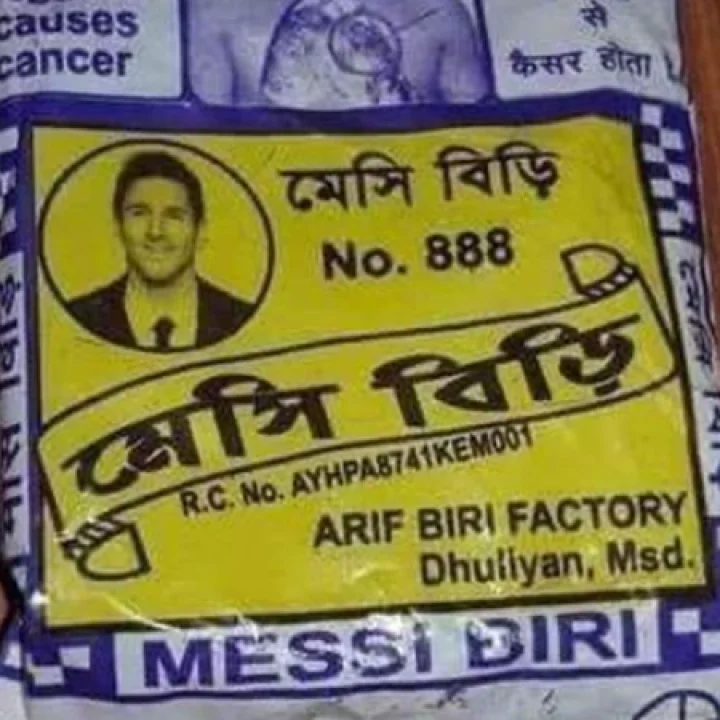 causes
cancer
से
कैसर होता
মেসি বিড়ি
No. 888
মেসি বিড়ি
R.C. No. AYHPA8741KEM001
ARIF BIRI FACTORY
Dhuliyan, Msd.
MESSI BIRI